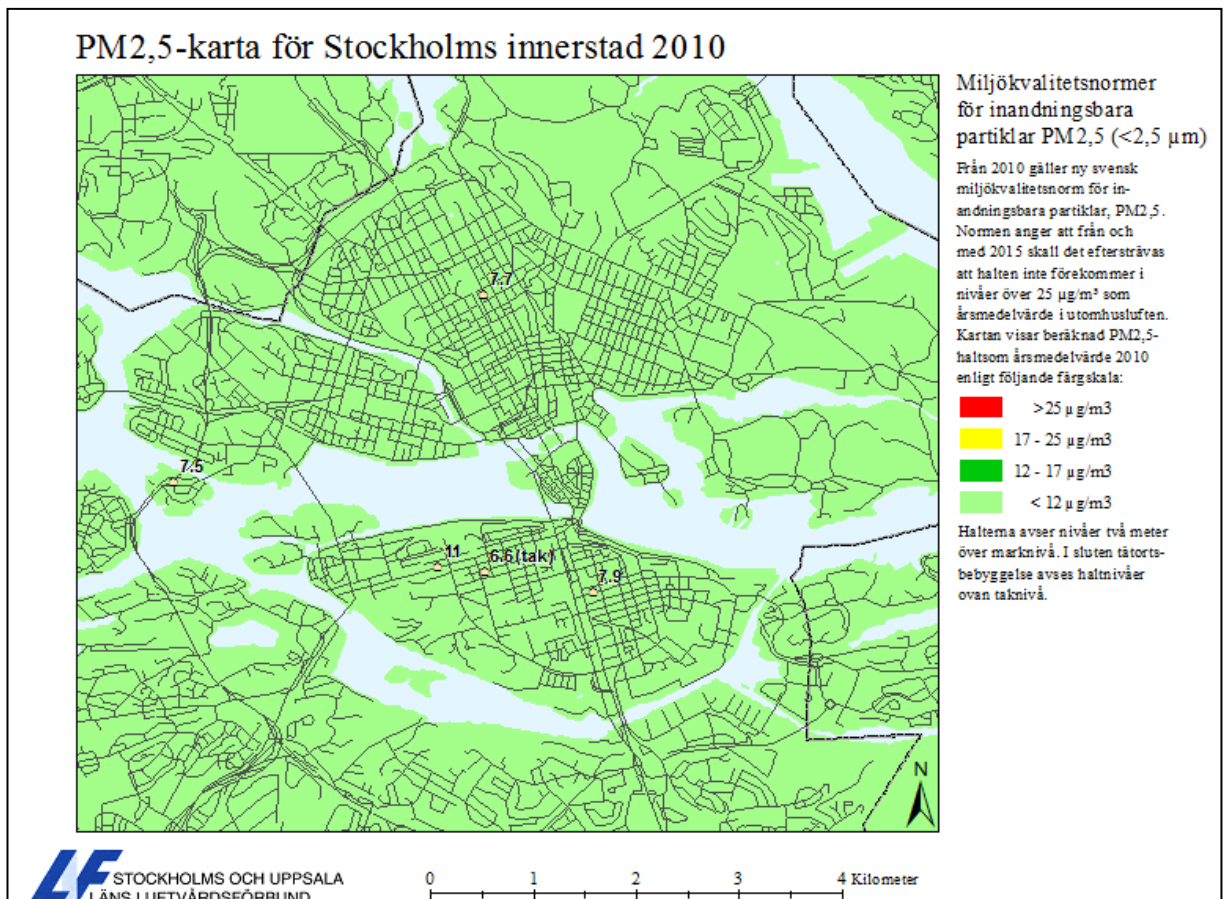 PM2,5-karta för Stockholms innerstad 2010
Miljökvalitetsnormer
för inandningsbara
partiklar PM2,5 (<2,5 µm)
Från 2010 gäller ny svensk
miljökvalitetsnorm för in-
andningsbara partiklar, PM2,5.
Normen anger att från och
med 2015 skall det eftersträvas
att halten inte förekommer i
nivåer över 25 µg/m³ som
årsmedelvärde i utomhusluften.
Kartan visar beräknad PM2,5-
haltsom årsmedelvärde 2010
enligt följande färgskala:
>25 µg/m3
17 - 25 µg/m3
12 - 17 µg/m3
< 12 µg/m3
Halterna avser nivåer två meter
över marknivå. I sluten tätorts-
bebyggelse avses haltnivåer
ovan taknivå.
7.7
7.5
11
6.6(tak)
7.9
N
LF
STOCKHOLMS OCH UPPSALA
LÄNS LUFTVÅRDSFÖRBUND
0 1 2 3 4 Kilometer